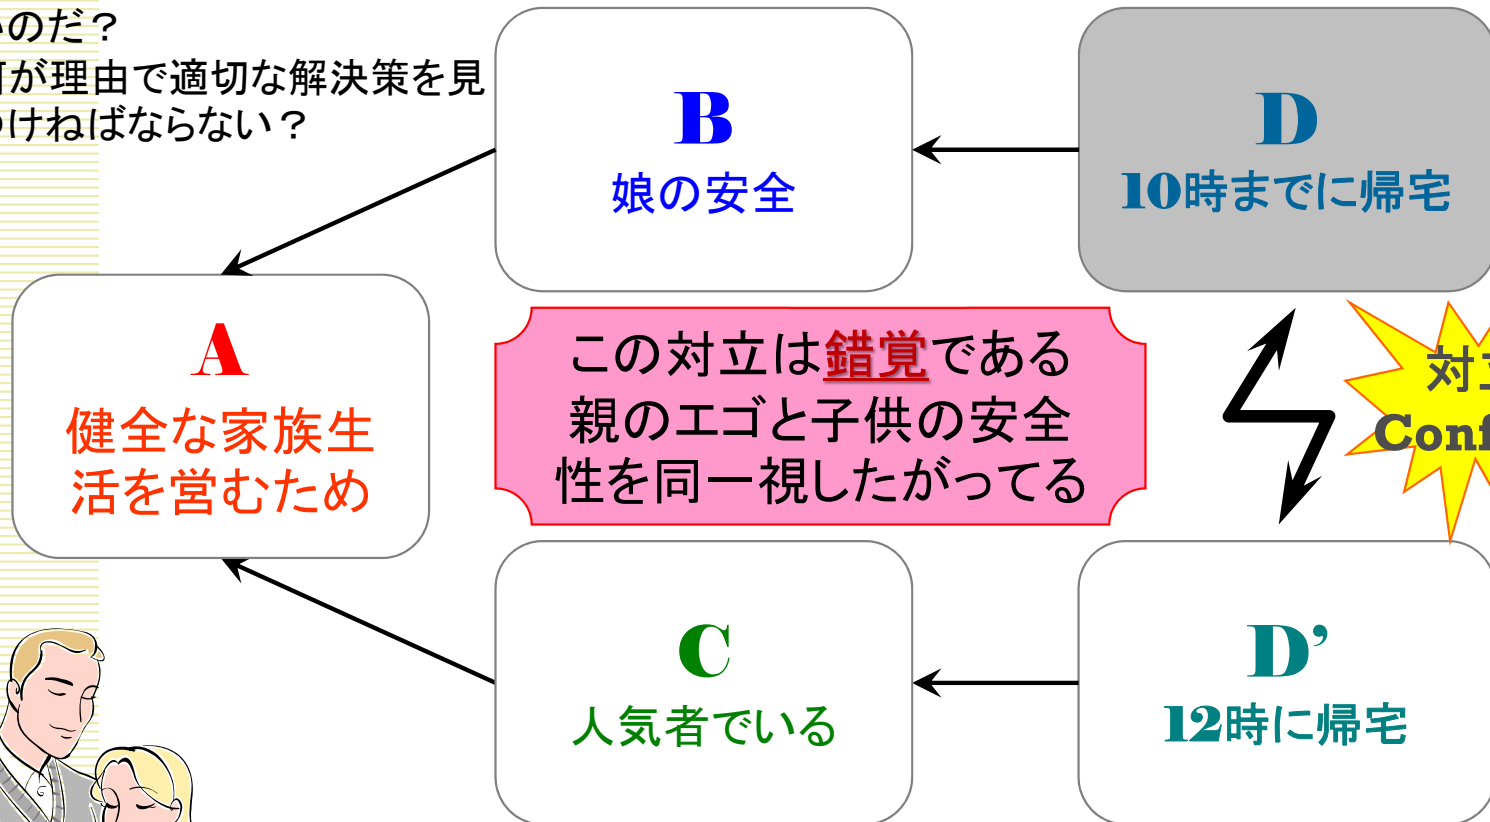 のだ？
が理由で適切な解決策を見
けねばならない？
B
娘の安全
D
10時までに帰宅
A
健全な家族生
活を営むため
この対立は錯覚である
親のエゴと子供の安全
性を同一視したがってる
対
Conf
C
人気者でいる
D’
12時に帰宅